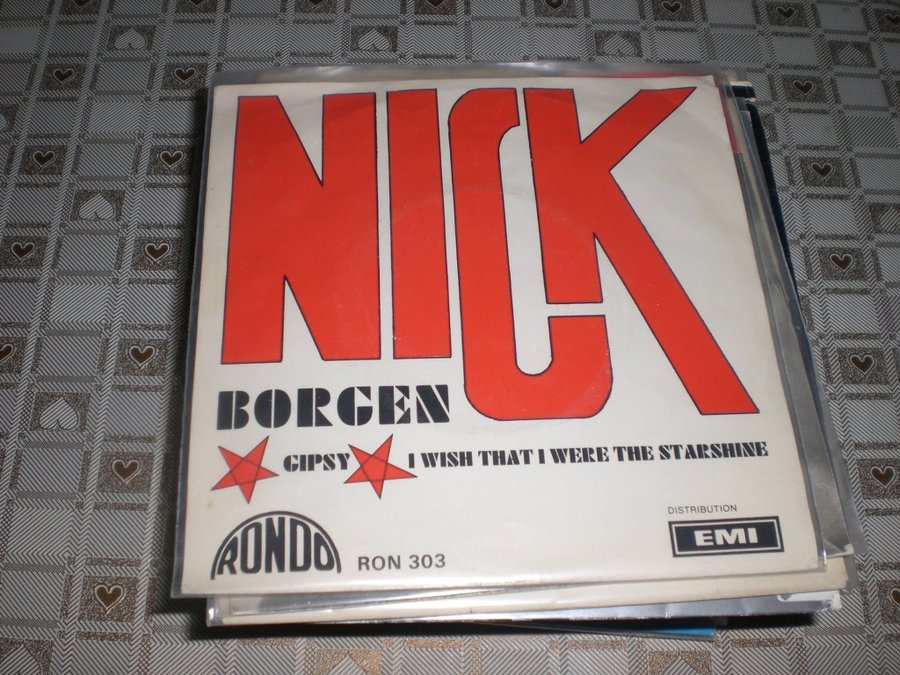 NICK
BORGEN
GIPSY I WISH THAT I WERE THE STARSHINE
DISTRIBUTION
EMI
RONDO RON 303